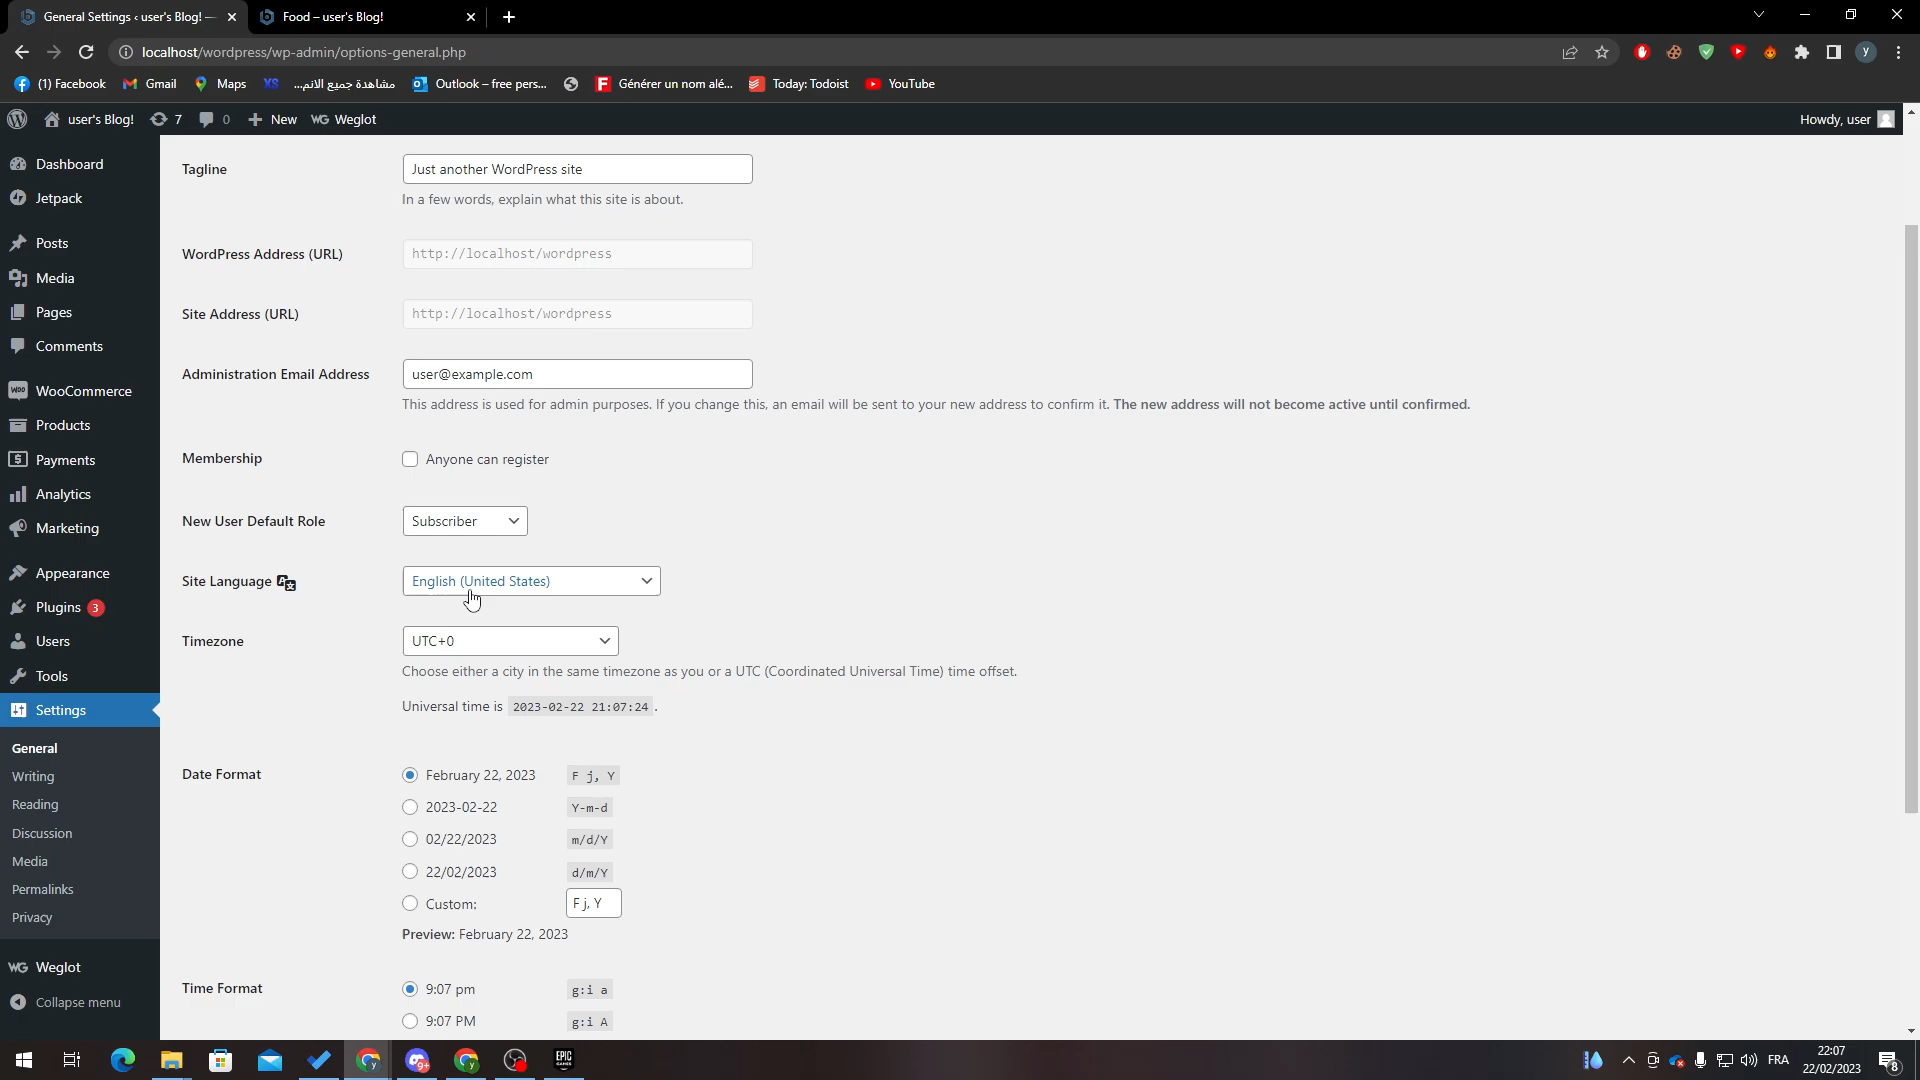 General Settings ‹ user's Blog! —
Food – user's Blog!
localhost/wordpress/wp-admin/options-general.php
y
(1) Facebook
Gmail
Maps
XS
مشاهدة جميع الانم...
Outlook – free pers...
Générer un nom alé...
Today: Todoist
YouTube
user's Blog!
7
0
New
WG Weglot
Howdy, user
Dashboard
Jetpack
Posts
Media
Pages
Comments
WooCommerce
Products
Payments
Analytics
Marketing
Appearance
Plugins 3
Users
Tools
Settings
General
Writing
Reading
Discussion
Media
Permalinks
Privacy
WG Weglot
Collapse menu
Tagline
Just another WordPress site
In a few words, explain what this site is about.
WordPress Address (URL)
http://localhost/wordpress
Site Address (URL)
http://localhost/wordpress
Administration Email Address
user@example.com
This address is used for admin purposes. If you change this, an email will be sent to your new address to confirm it. The new address will not become active until confirmed.
Membership
Anyone can register
New User Default Role
Subscriber
Site Language
English (United States)
Timezone
UTC+0
Choose either a city in the same timezone as you or a UTC (Coordinated Universal Time) time offset.
Universal time is 2023-02-22 21:07:24 .
Date Format
February 22, 2023 F j, Y
2023-02-22 Y-m-d
02/22/2023 m/d/Y
22/02/2023 d/m/Y
Custom: F j, Y
Preview: February 22, 2023
Time Format
9:07 pm g:i a
9:07 PM g:i A
9+
EPIC GAMES
FRA
22:07
22/02/2023
8